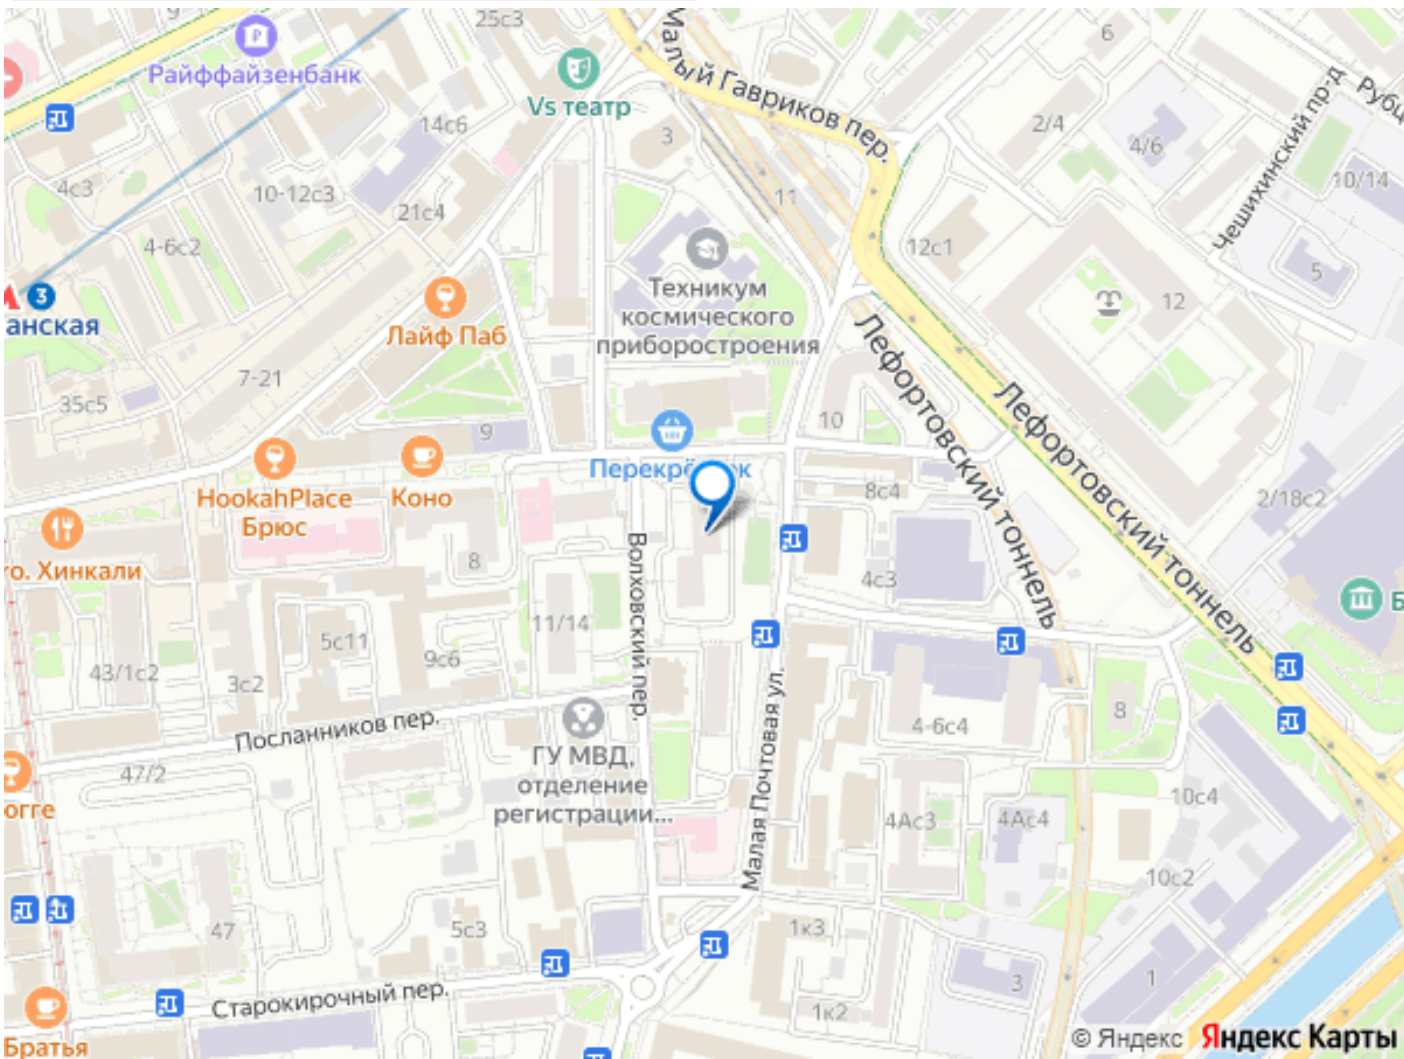 9
25с3
Райффайзенбанк
Vs театр
Малый Гавриков пер.
6
Рубц
Чешихинский пр-д
2/4
4/6
10/14
14с6
3
4с3
10-12с3
21с4
11
12с1
5
4-6с2
3
анская
Техникум
космического
приборостроения
12
Лайф Паб
7-21
35с5
9
10
Лефортовский тоннель
Лефортовский тоннель
Перекрё
к
HookahPlace
Брюс
Коно
8с4
2/18с2
го. Хинкали
8
4с3
Б
11/14
Волховский пер.
5с11
9с6
43/1с2
3с2
Посланников пер.
ГУ МВД,
отделение
регистрации...
Малая Почтовая ул.
4-6с4
8
47/2
огге
4Ас3
4Ас4
10с4
10с2
47
5с3
1к3
3
1
Старокирочный пер.
1к2
Братья
© Яндекс Яндекс Карты